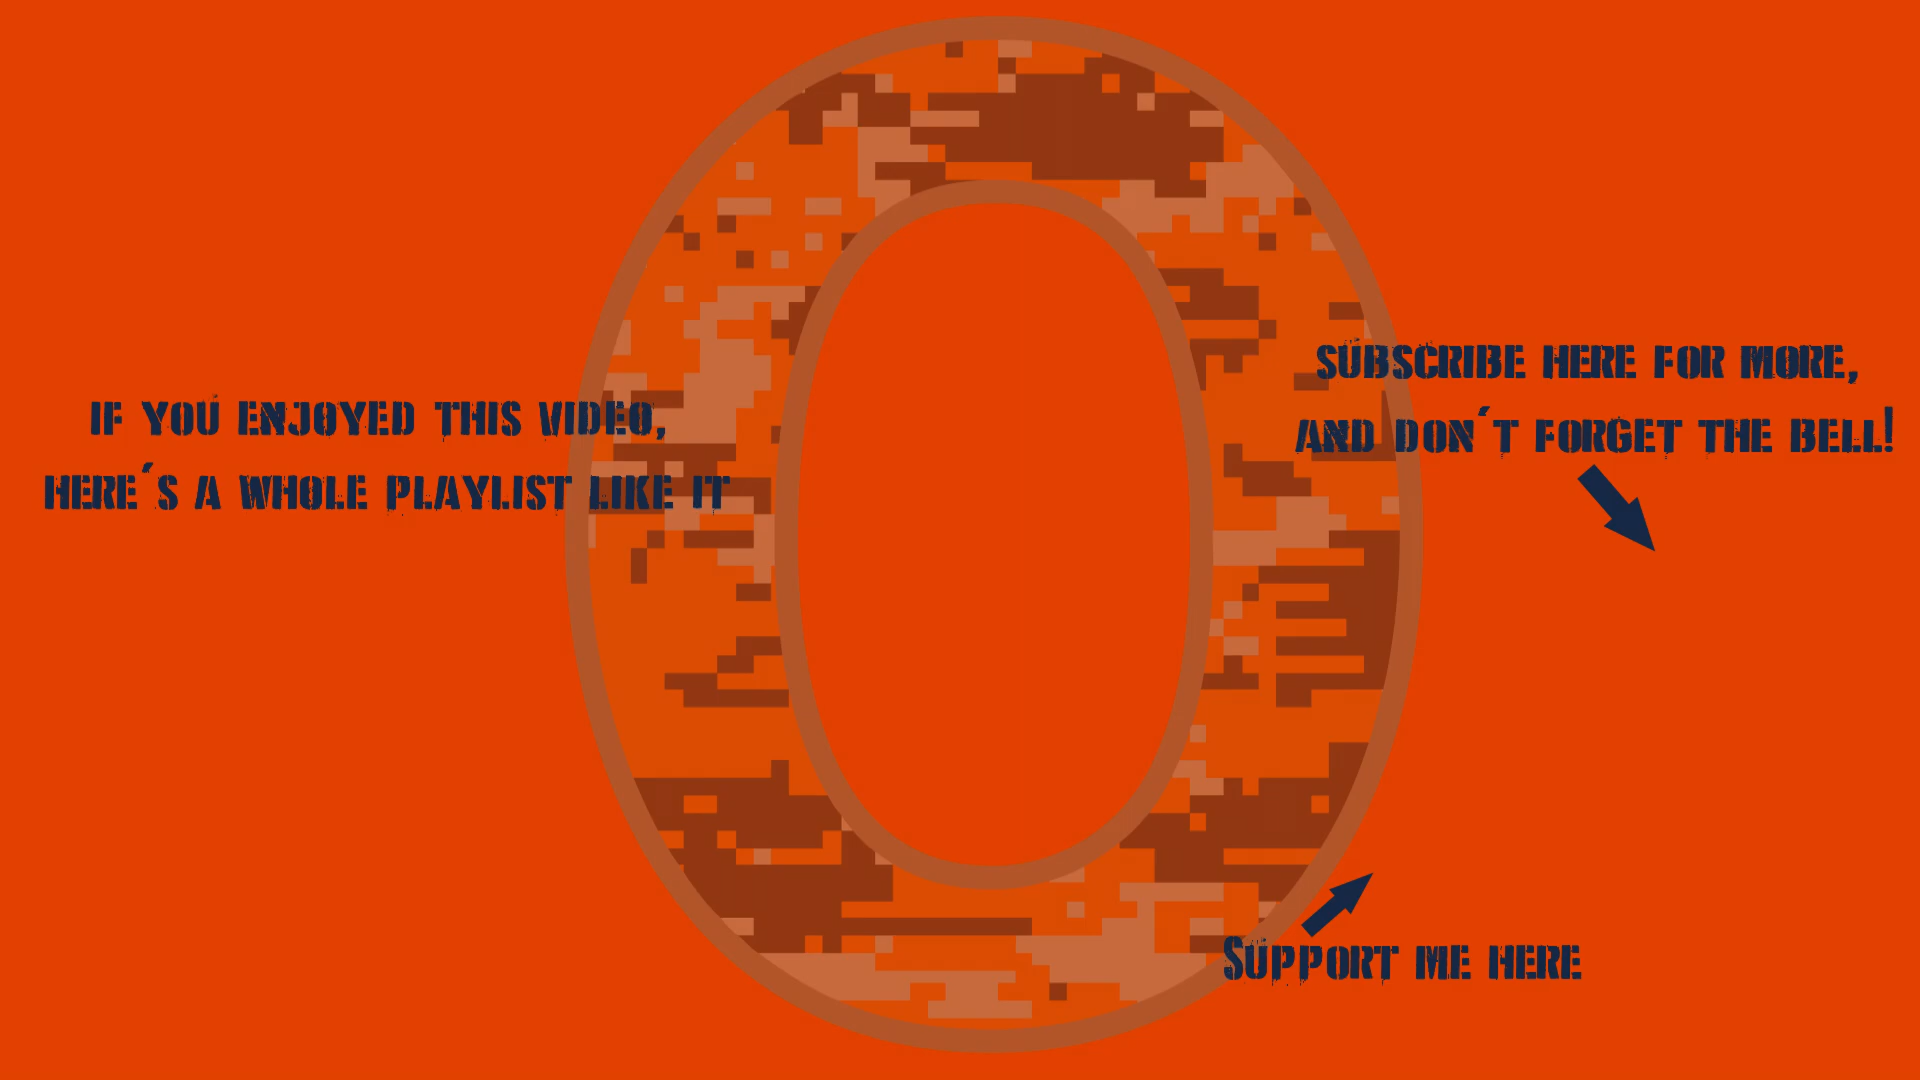 IF YOU ENJOYED THIS VIDEO,
HERE´S A WHOLE PLAYLIST LIKE IT
SUBSCRIBE HERE FOR MORE,
AND DON´T FORGET THE BELL!
SUPPORT ME HERE
O